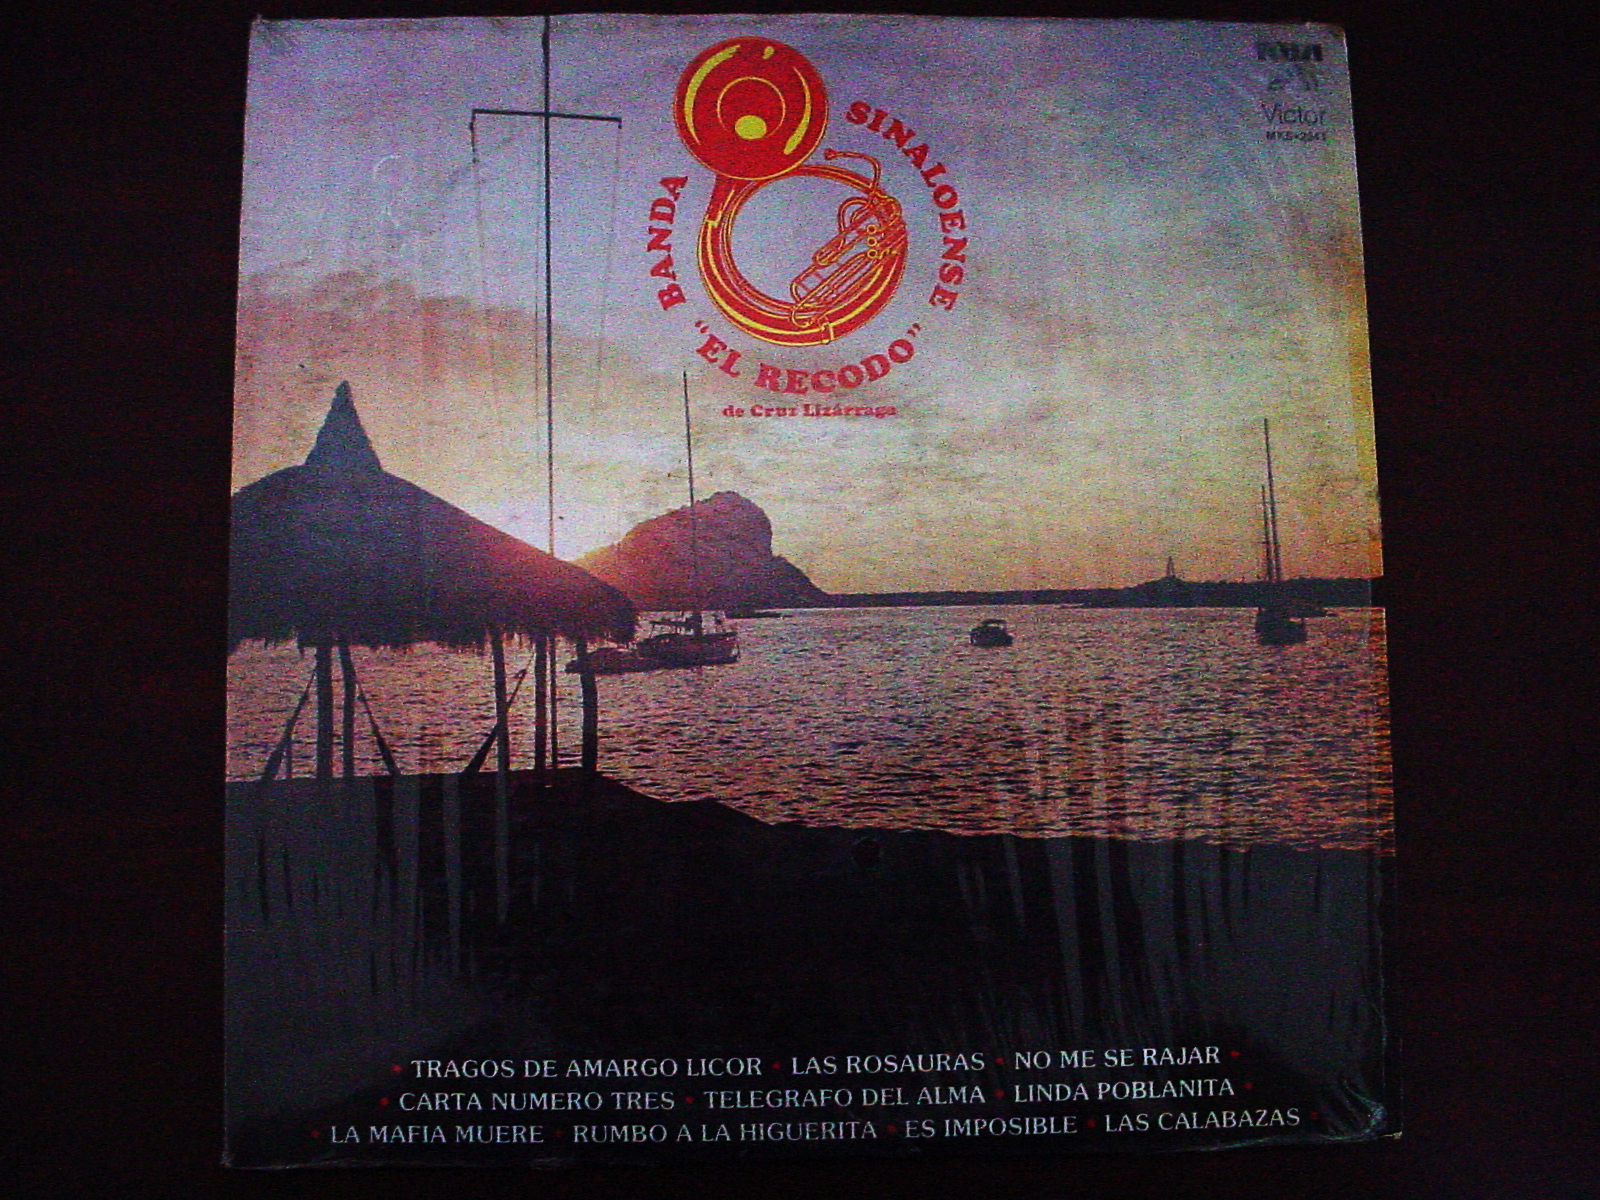 RCA
Victor
BANDA SINALOENSE
"EL RECODO"
de Cruz Lizárraga
TRAGOS DE AMARGO LICOR • LAS ROSAURAS • NO ME SE RAJAR
CARTA NUMERO TRES • TELEGRAFO DEL ALMA • LINDA POBLANITA
LA MAFIA MUERE • RUMBO A LA HIGUERITA • ES IMPOSIBLE • LAS CALABAZAS